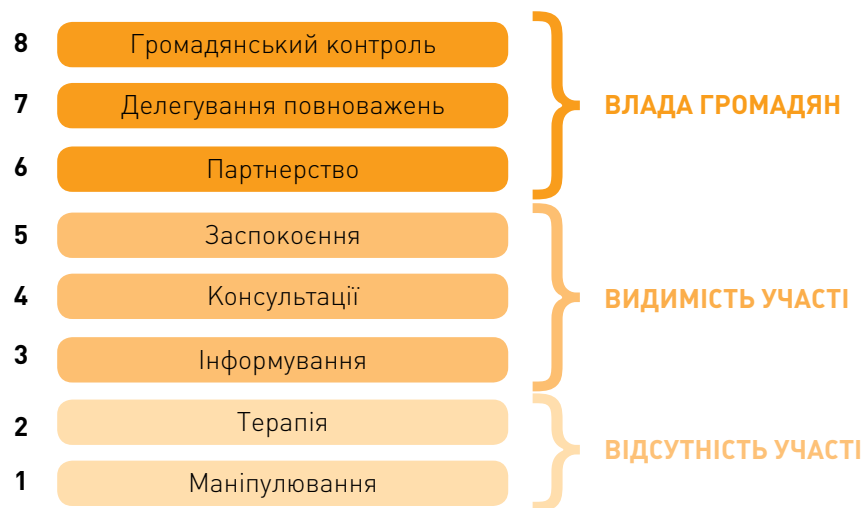 8 Громадянський контроль
7 Делегування повноважень
ВЛАДА ГРОМАДЯН
6 Партнерство
5 Заспокоєння
4 Консультації
ВИДИМІСТЬ УЧАСТІ
3 Інформування
2 Терапія
ВІДСУТНІСТЬ УЧАСТІ
1 Маніпулювання